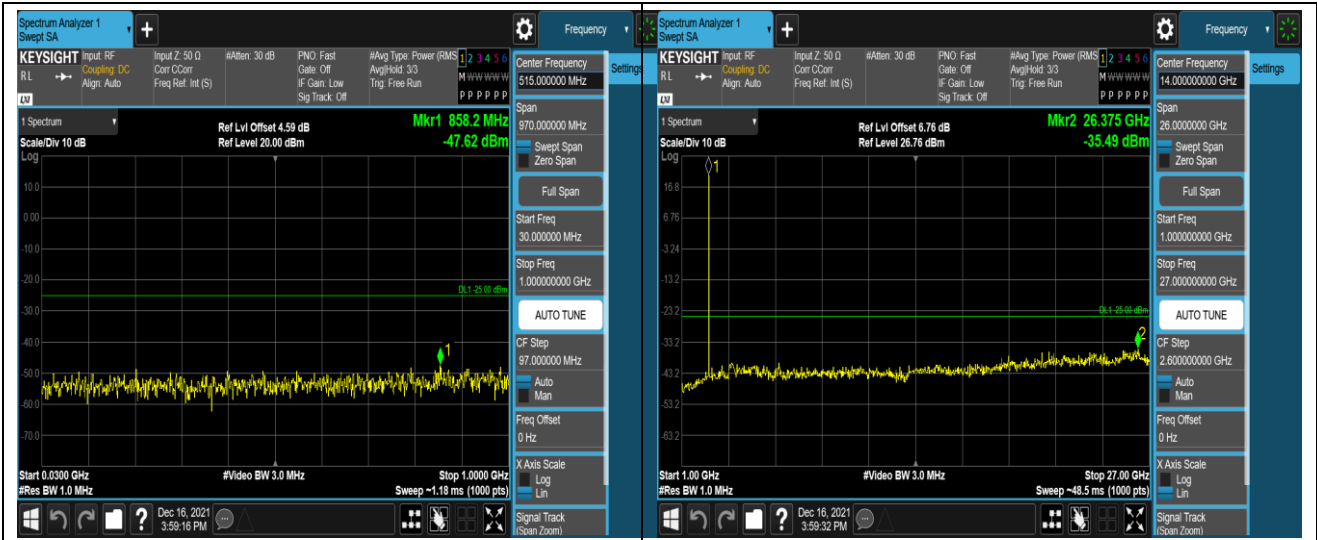 Spectrum Analyzer 1
Swept SA
+
Frequency
KEYSIGHT
Input: RF
Input Z: 50 Ω
#Atten: 30 dB
PNO: Fast
#Avg Type: Power (RMS
1 2 3 4 5 6
RL
Coupling: DC
Corr CCorr
Gate: Off
Avg|Hold: 3/3
M W W W W W
Align: Auto
Freq Ref: Int (S)
IF Gain: Low
Trig: Free Run
Sig Track: Off
P P P P P P
LXI
1 Spectrum
Ref Lvl Offset 4.59 dB
Mkr1 858.2 MHz
Scale/Div 10 dB
Ref Level 20.00 dBm
-47.62 dBm
Log
10.0
0.00
-10.0
-20.0
DL1 -25.00 dBm
-30.0
-40.0
1
-50.0
-60.0
-70.0
Start 0.0300 GHz
#Video BW 3.0 MHz
Stop 1.0000 GHz
#Res BW 1.0 MHz
Sweep ~1.18 ms (1000 pts)
Center Frequency
515.000000 MHz
Settings
Span
970.000000 MHz
Swept Span
Zero Span
Full Span
Start Freq
30.000000 MHz
Stop Freq
1.000000000 GHz
AUTO TUNE
CF Step
97.000000 MHz
Auto
Man
Freq Offset
0 Hz
X Axis Scale
Log
Lin
Signal Track
(Span Zoom)
?
Dec 16, 2021
3:59:16 PM
Spectrum Analyzer 1
Swept SA
+
Frequency
KEYSIGHT
Input: RF
Input Z: 50 Ω
#Atten: 30 dB
PNO: Fast
#Avg Type: Power (RMS
1 2 3 4 5 6
RL
Coupling: DC
Corr CCorr
Gate: Off
Avg|Hold: 3/3
M W W W W W
Align: Auto
Freq Ref: Int (S)
IF Gain: Low
Trig: Free Run
Sig Track: Off
P P P P P P
LXI
1 Spectrum
Ref Lvl Offset 6.76 dB
Mkr2 26.375 GHz
Scale/Div 10 dB
Ref Level 26.76 dBm
-35.49 dBm
Log
1
16.8
6.76
-3.24
-13.2
-23.2
DL1 -25.00 dBm
2
-33.2
-43.2
-53.2
-63.2
Start 1.00 GHz
#Video BW 3.0 MHz
Stop 27.00 GHz
#Res BW 1.0 MHz
Sweep ~48.5 ms (1000 pts)
Center Frequency
14.000000000 GHz
Settings
Span
26.0000000 GHz
Swept Span
Zero Span
Full Span
Start Freq
1.000000000 GHz
Stop Freq
27.000000000 GHz
AUTO TUNE
CF Step
2.600000000 GHz
Auto
Man
Freq Offset
0 Hz
X Axis Scale
Log
Lin
Signal Track
(Span Zoom)
?
Dec 16, 2021
3:59:32 PM